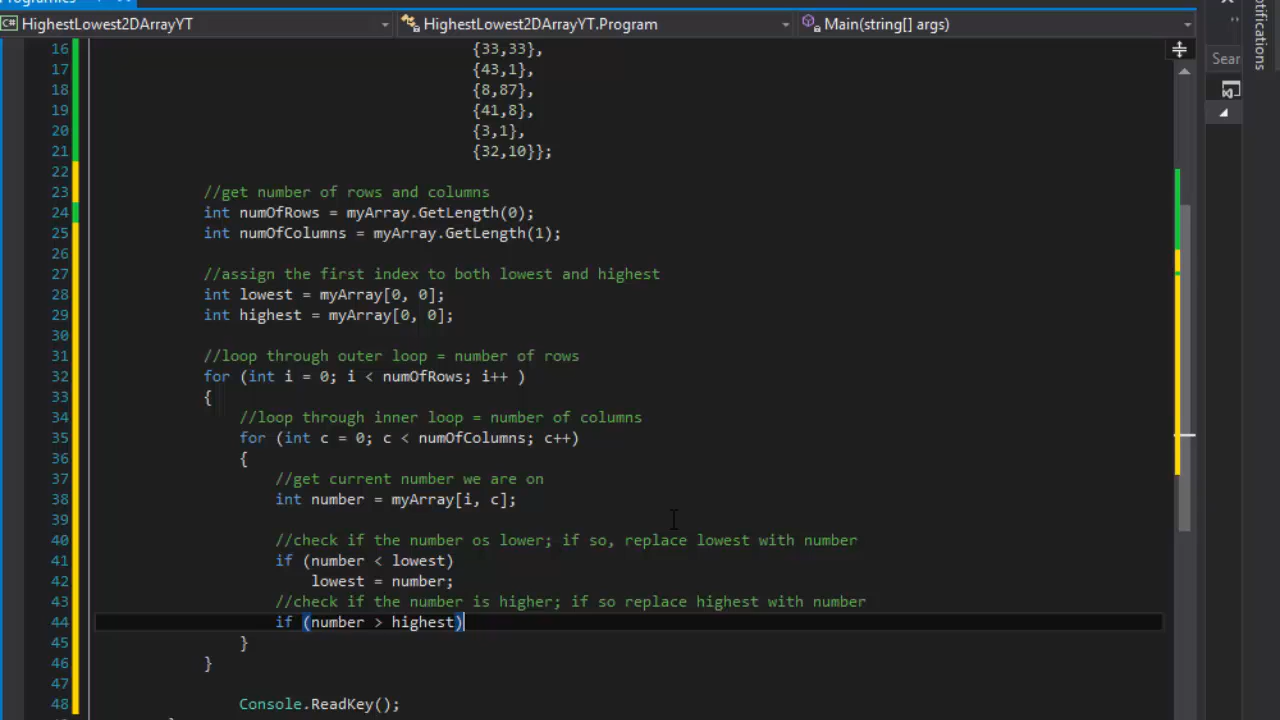 HighestLowest2DArrayYT HighestLowest2DArrayYT.Program Main(string[] args)
16 {33,33},
17 {43,1},
18 {8,87},
19 {41,8},
20 {3,1},
21 {32,10}};
22
23 //get number of rows and columns
24 int numOfRows = myArray.GetLength(0);
25 int numOfColumns = myArray.GetLength(1);
26
27 //assign the first index to both lowest and highest
28 int lowest = myArray[0, 0];
29 int highest = myArray[0, 0];
30
31 //loop through outer loop = number of rows
32 for (int i = 0; i < numOfRows; i++ )
33 {
34 //loop through inner loop = number of columns
35 for (int c = 0; c < numOfColumns; c++)
36 {
37 //get current number we are on
38 int number = myArray[i, c];
39
40 //check if the number os lower; if so, replace lowest with number
41 if (number < lowest)
42 lowest = number;
43 //check if the number is higher; if so replace highest with number
44 if (number > highest)
45 }
46 }
47
48 Console.ReadKey();
Sear
otifications